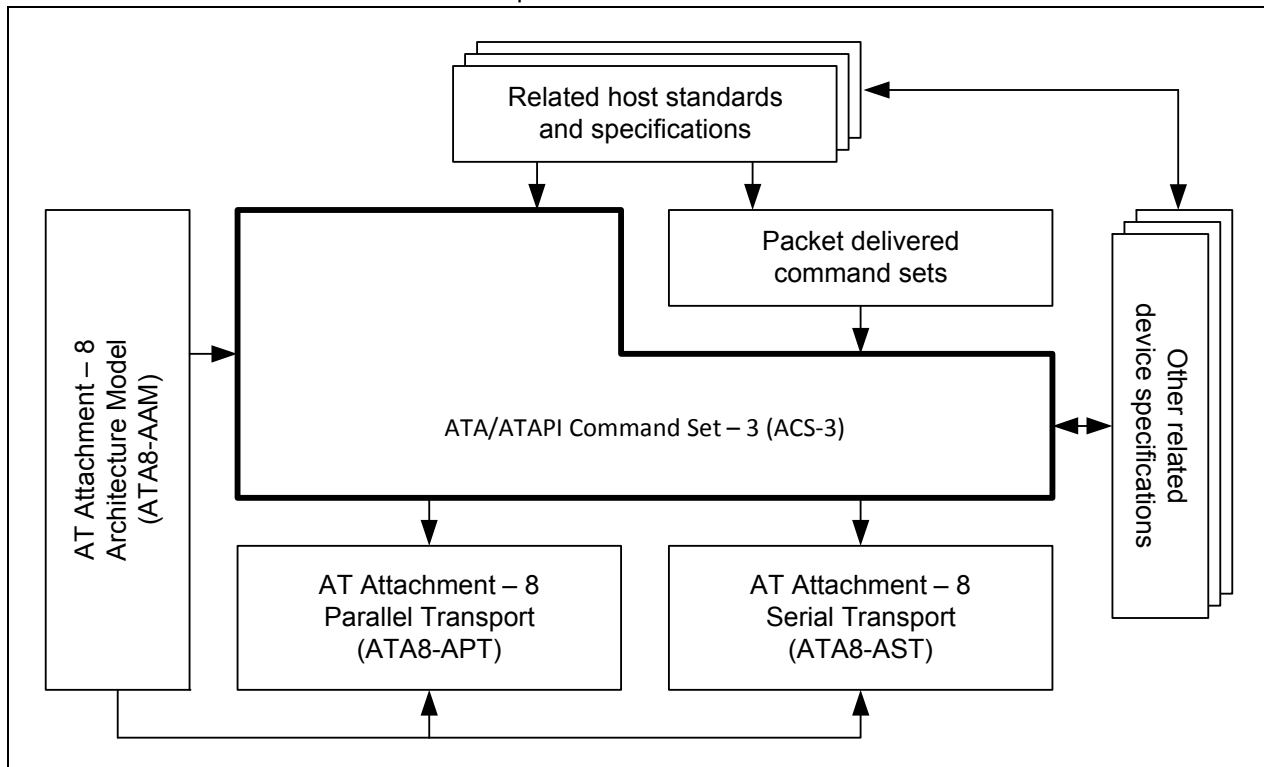 Related host standards
and specifications
Packet delivered
command sets
AT Attachment – 8
Architecture Model
(ATA8-AAM)
Other related
device specifications
ATA/ATAPI Command Set – 3 (ACS-3)
AT Attachment – 8
Parallel Transport
(ATA8-APT)
AT Attachment – 8
Serial Transport
(ATA8-AST)